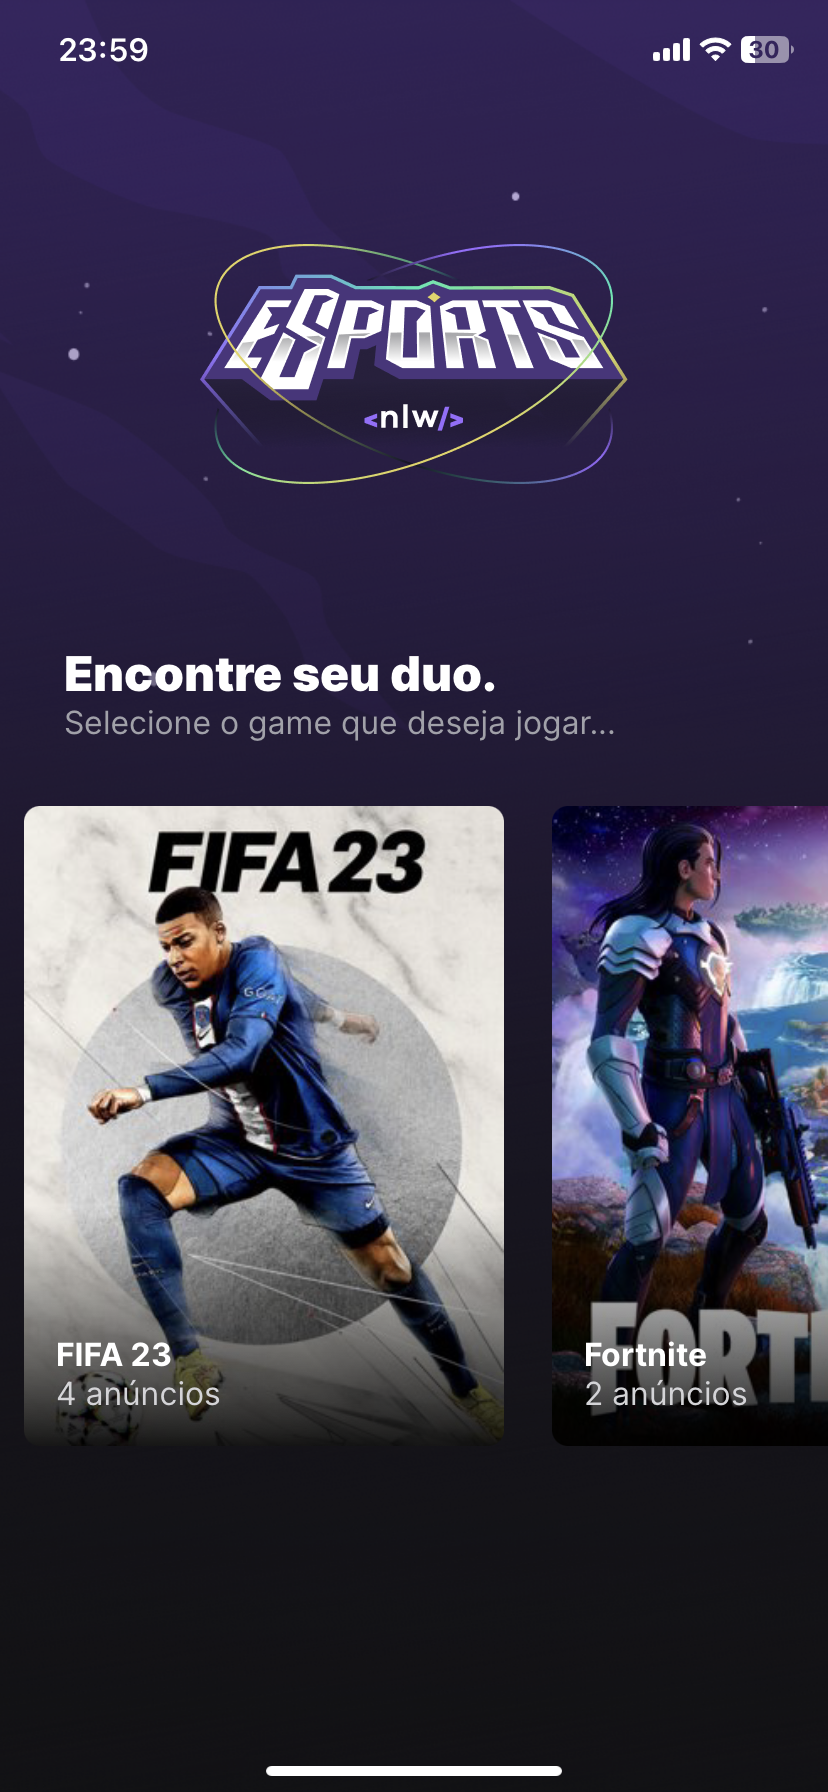 23:59
30
ESPORTS
<nlw/>
Encontre seu duo.
Selecione o game que deseja jogar...
FIFA 23
FIFA 23
4 anúncios
FORT
Fortnite
2 anúncios